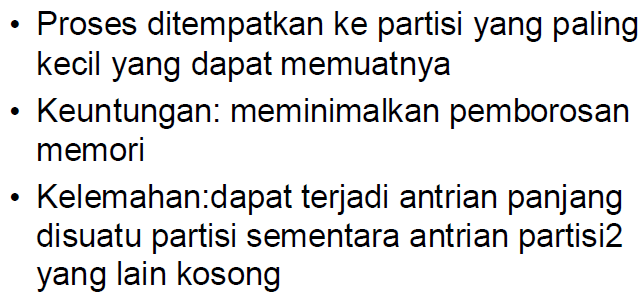 • Proses ditempatkan ke partisi yang paling
kecil yang dapat memuatnya
• Keuntungan: meminimalkan pemborosan
memori
• Kelemahan:dapat terjadi antrian panjang
disuatu partisi sementara antrian partisi2
yang lain kosong